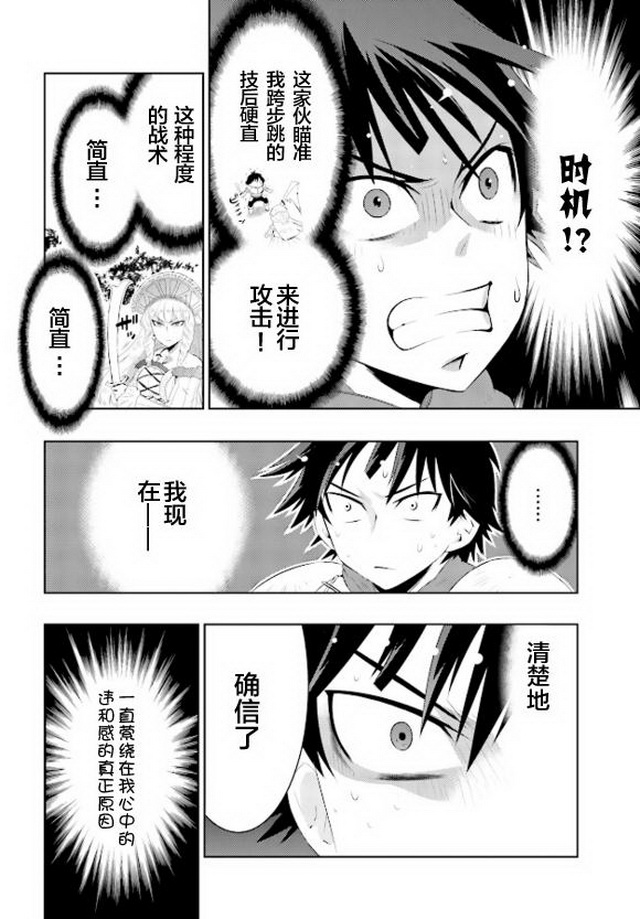 时机！？
这家伙瞄准
我跨步跳的
技后硬直
来进行
攻击！
这种程度
的战术
简直…
简直…
……
我现
在——
清楚地
确信了
一直萦绕在我心中的
违和感的真正原因